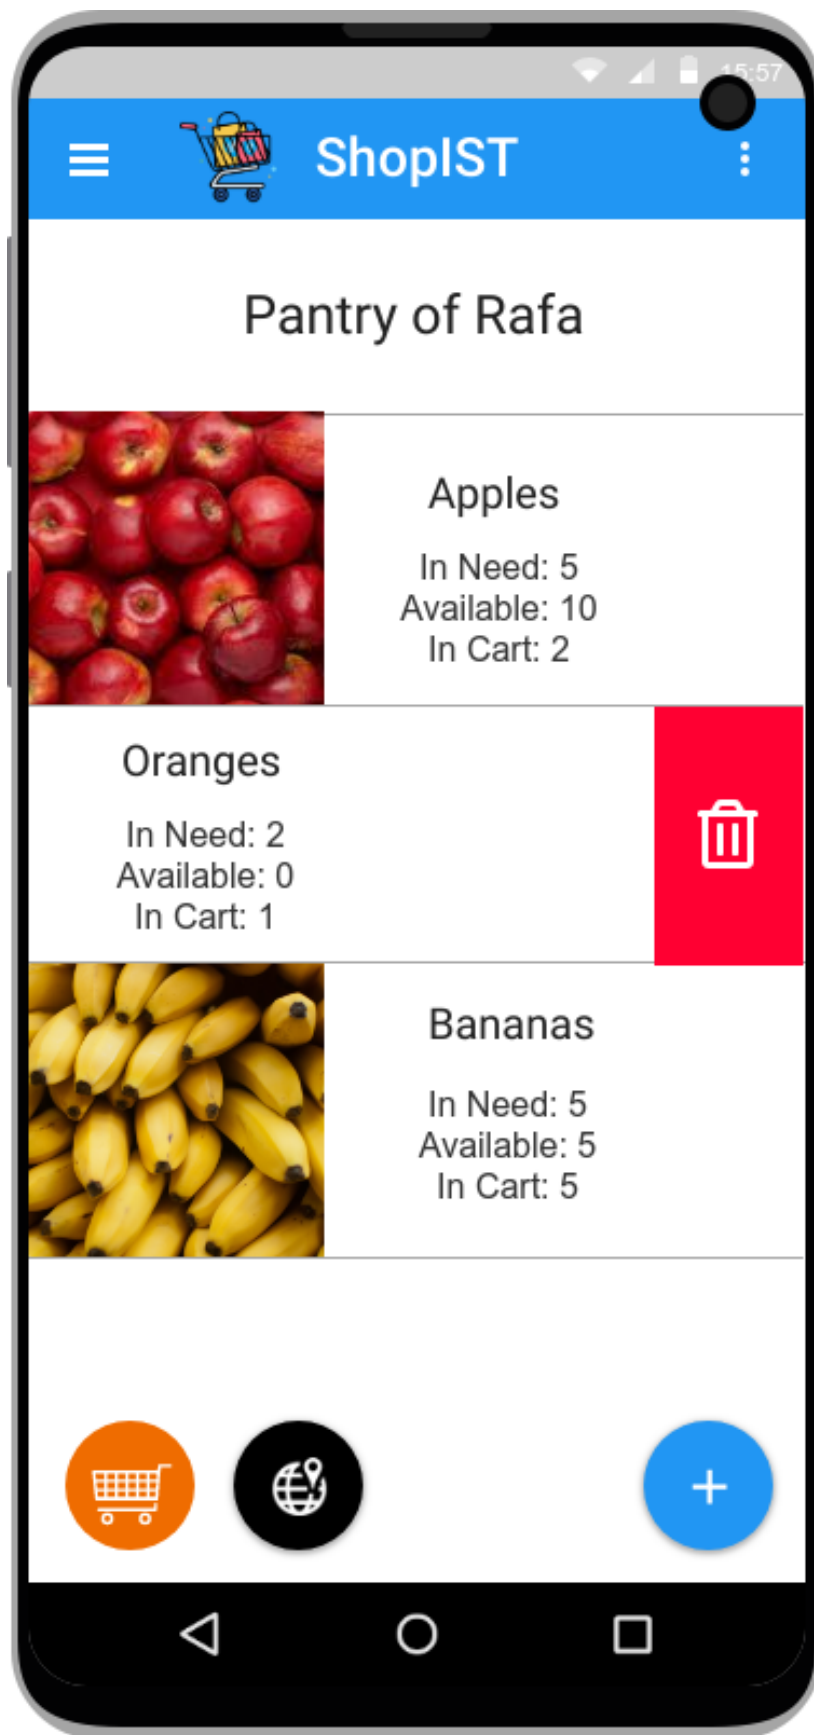 15:57
ShopIST
Pantry of Rafa
Apples
In Need: 5
Available: 10
In Cart: 2
Oranges
In Need: 2
Available: 0
In Cart: 1
Bananas
In Need: 5
Available: 5
In Cart: 5